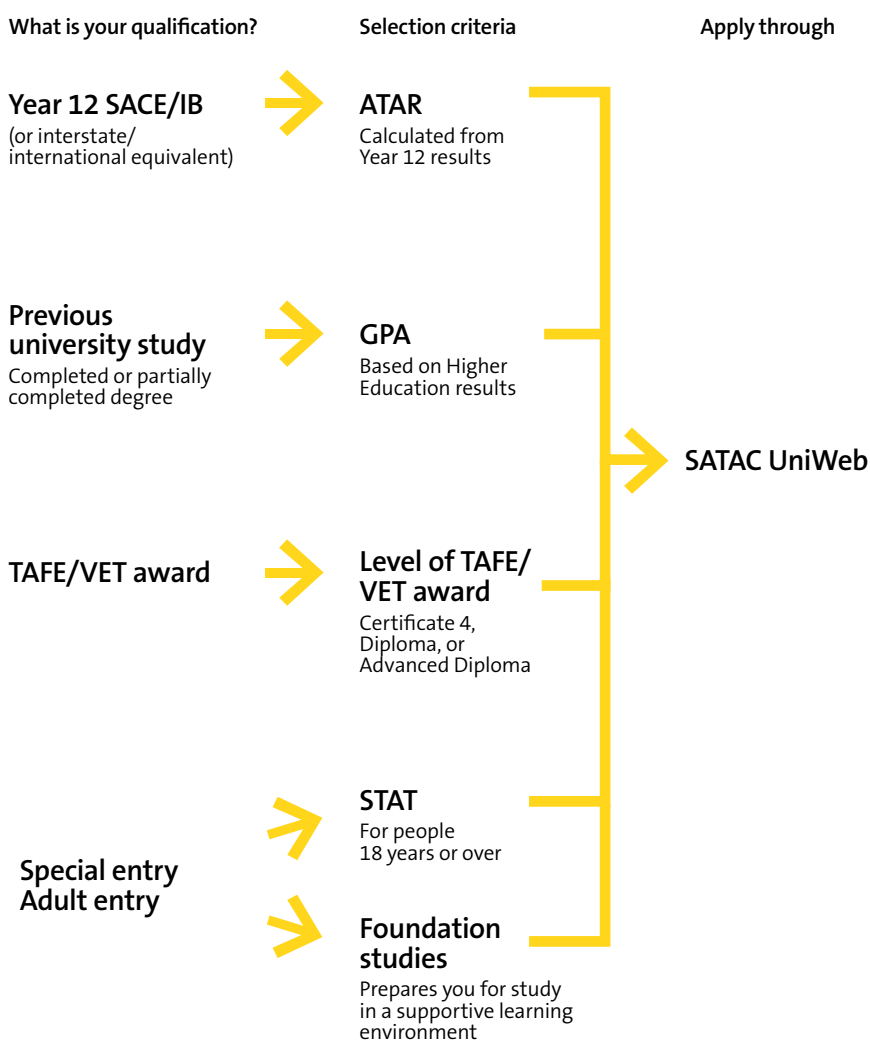 What is your qualification?
Selection criteria
Apply through
Year 12 SACE/IB
(or interstate/
international equivalent)
ATAR
Calculated from
Year 12 results
Previous
university study
Completed or partially
completed degree
GPA
Based on Higher
Education results
SATAC UniWeb
TAFE/VET award
Level of TAFE/
VET award
Certificate 4,
Diploma, or
Advanced Diploma
Special entry
Adult entry
STAT
For people
18 years or over
Foundation
studies
Prepares you for study
in a supportive learning
environment